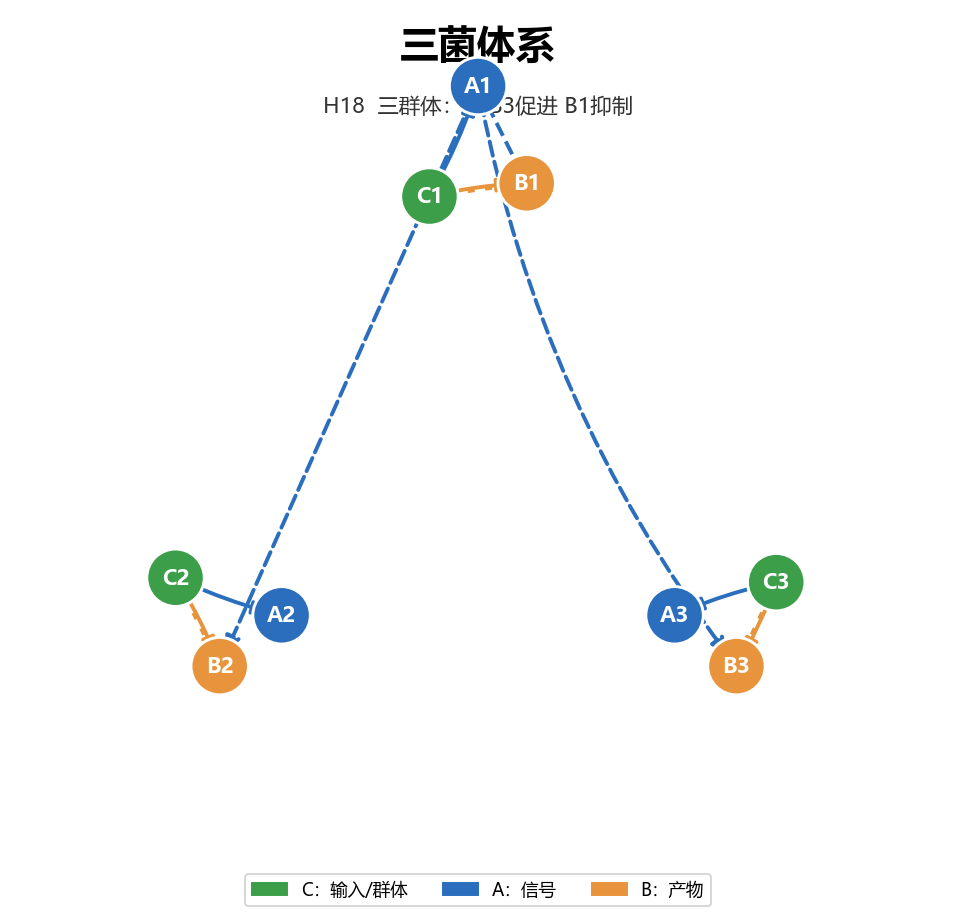 三菌体系
A1
H18 三群体: B3促进 B1抑制
C1
B1
C2
A2
B2
C3
A3
B3
C: 输入/群体 A: 信号 B: 产物